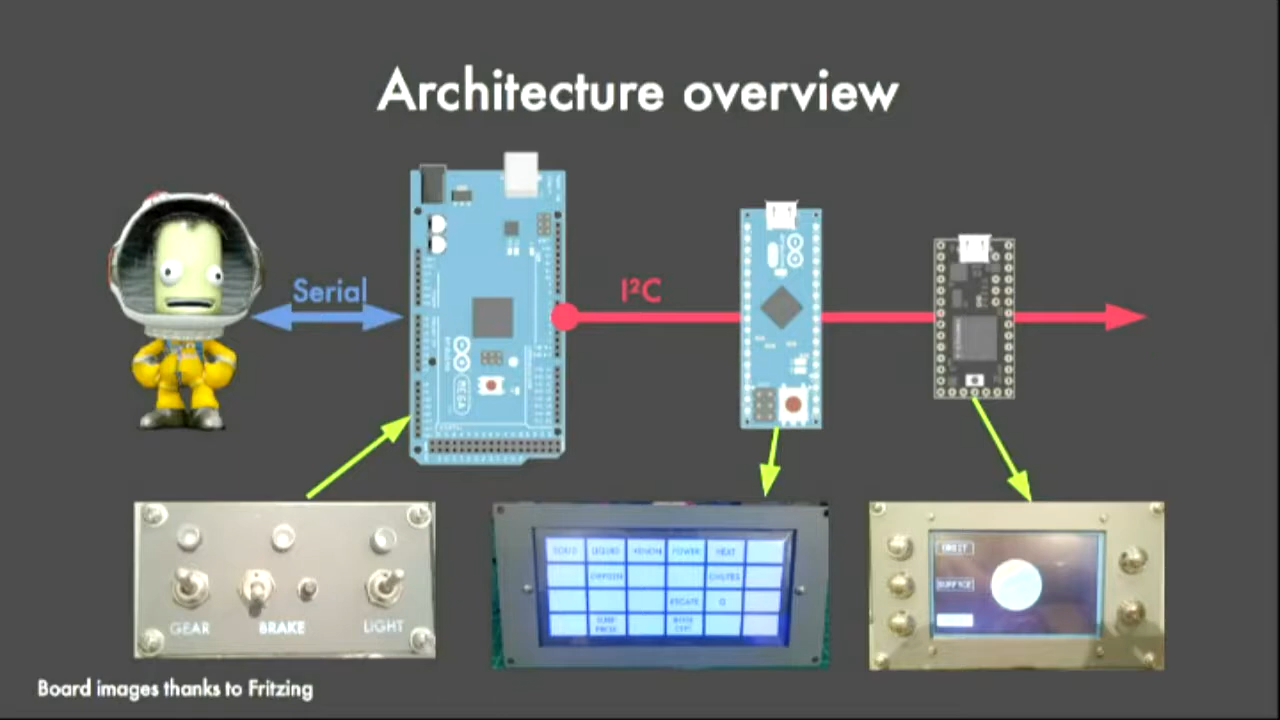 Architecture overview
Serial
I²C
MEGA
GEAR
BRAKE
LIGHT
LIQUID
XENON
POWER
HEAT
OXYGEN
CHUTES
ESCAPE
G
ORBIT
SURFACE
Board images thanks to Fritzing